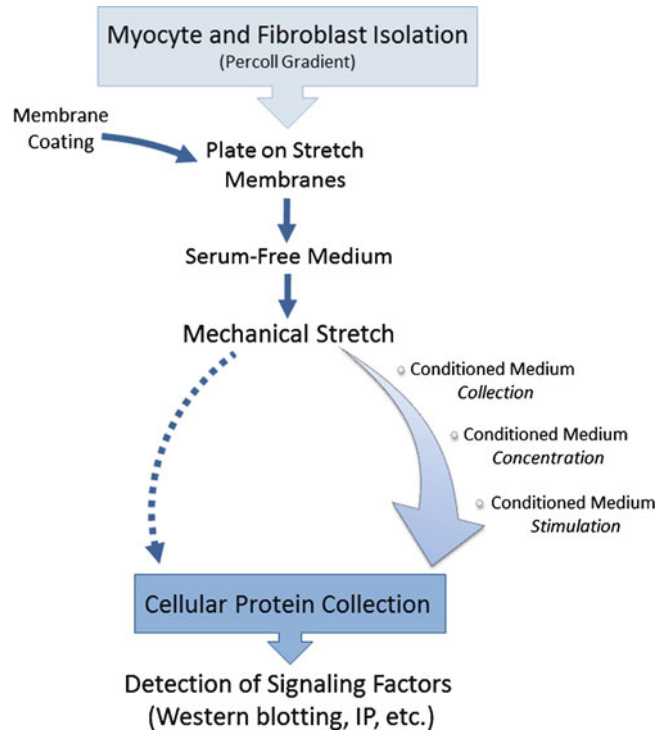 Myocyte and Fibroblast Isolation
(Percoll Gradient)
Membrane
Coating
Plate on Stretch
Membranes
Serum-Free Medium
Mechanical Stretch
Conditioned Medium
Collection
Conditioned Medium
Concentration
Conditioned Medium
Stimulation
Cellular Protein Collection
Detection of Signaling Factors
(Western blotting, IP, etc.)